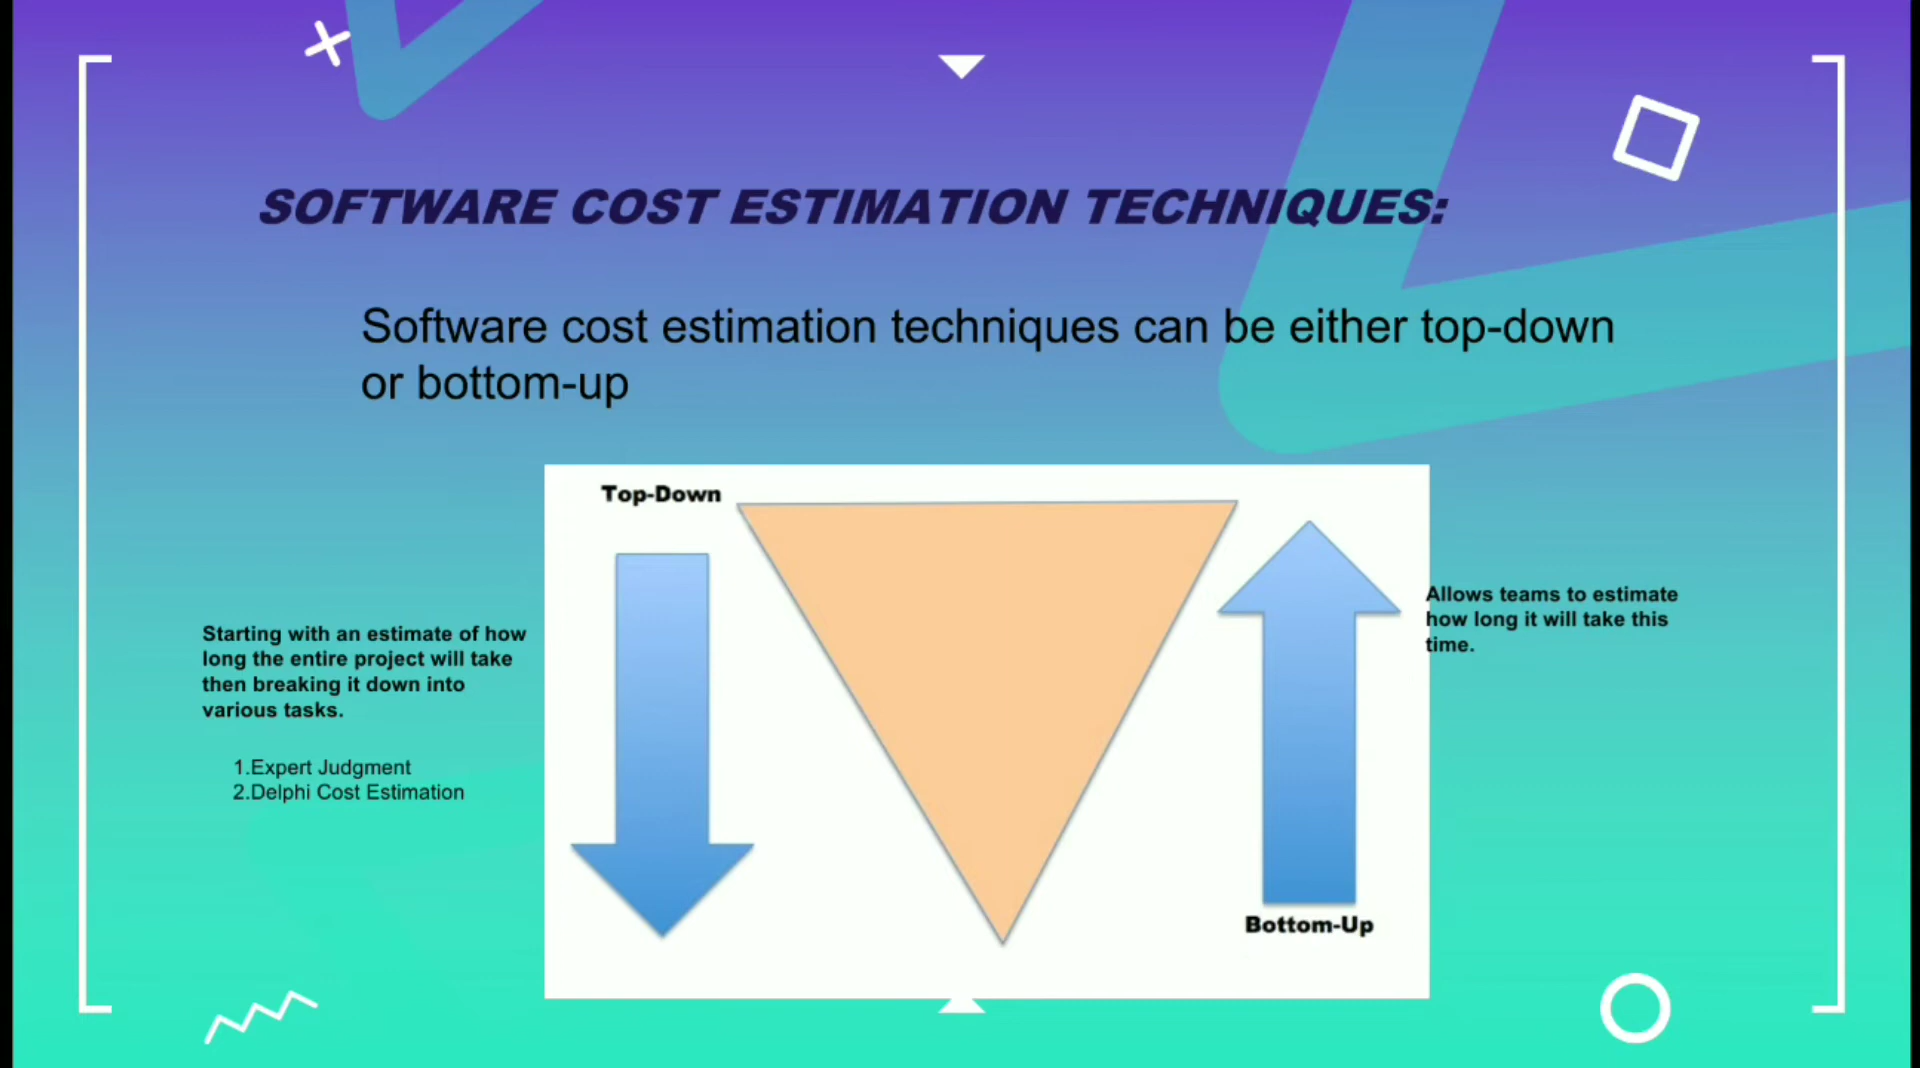 SOFTWARE COST ESTIMATION TECHNIQUES:
Software cost estimation techniques can be either top-down
or bottom-up
Top-Down
Starting with an estimate of how
long the entire project will take
then breaking it down into
various tasks.
1.Expert Judgment
2.Delphi Cost Estimation
Allows teams to estimate
how long it will take this
time.
Bottom-Up